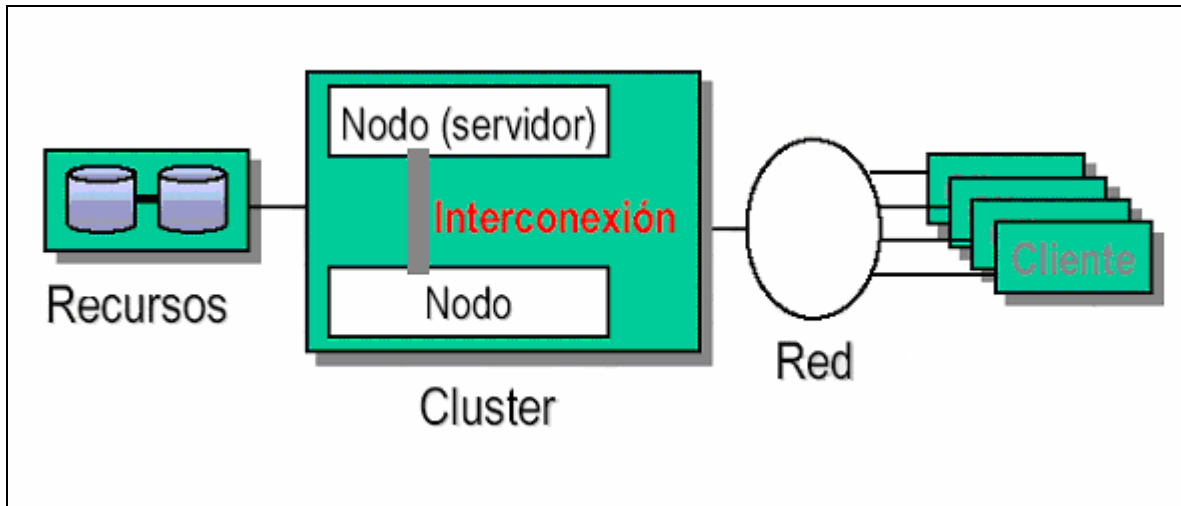 Nodo (servidor)
Interconexión
Nodo
Recursos
Cluster
Red
Cliente